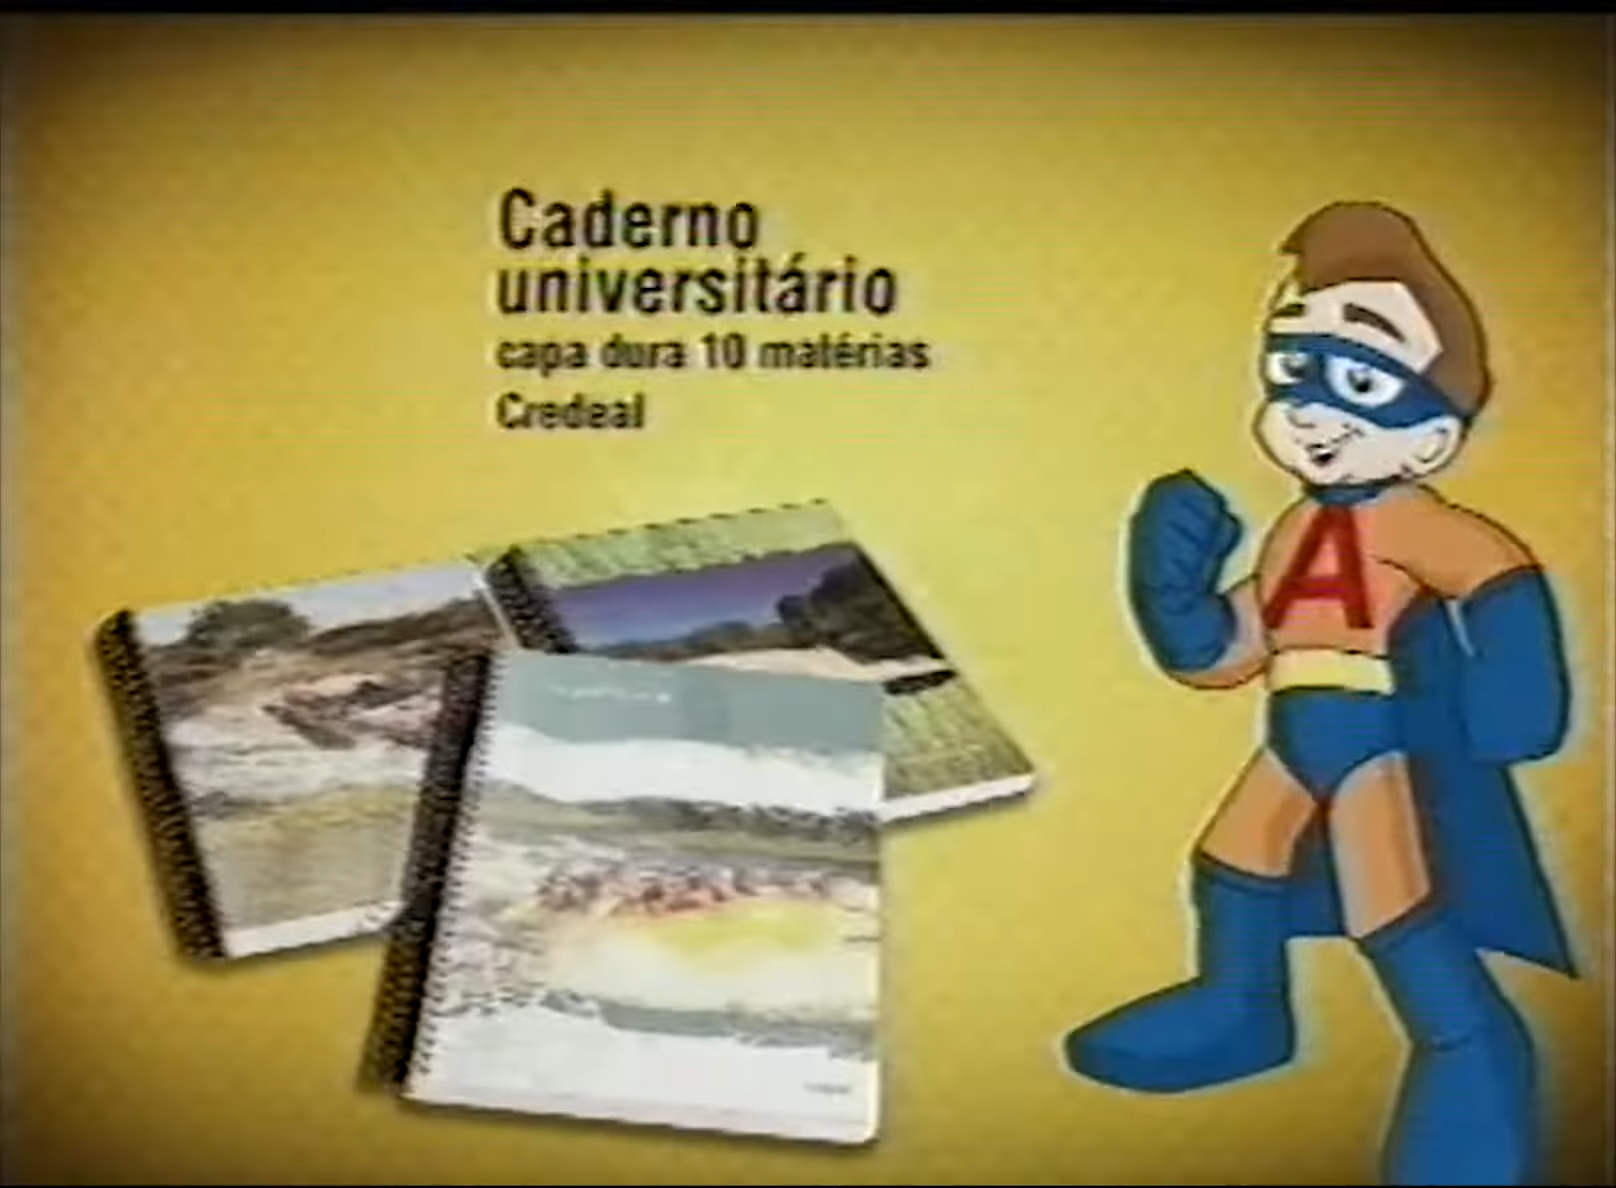 Caderno
universitário
capa dura 10 matérias
Credeal
A